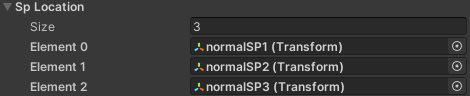 Sp Location
Size 3
Element 0 normalSP1 (Transform)
Element 1 normalSP2 (Transform)
Element 2 normalSP3 (Transform)